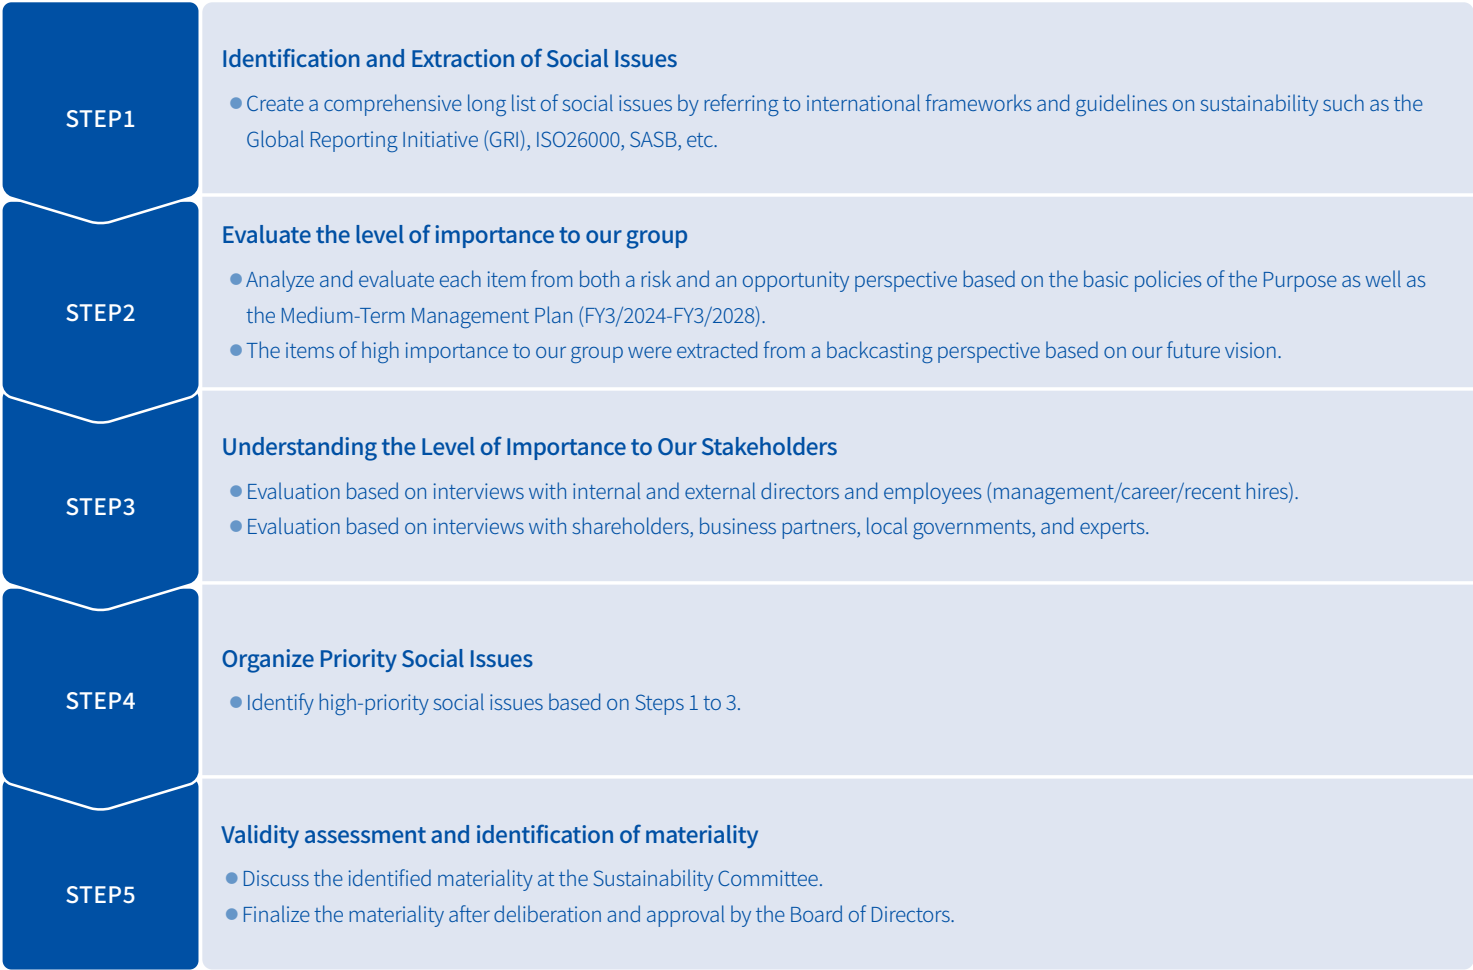 STEP1
Identification and Extraction of Social Issues
● Create a comprehensive long list of social issues by referring to international frameworks and guidelines on sustainability such as the
Global Reporting Initiative (GRI), ISO26000, SASB, etc.
STEP2
Evaluate the level of importance to our group
● Analyze and evaluate each item from both a risk and an opportunity perspective based on the basic policies of the Purpose as well as
the Medium-Term Management Plan (FY3/2024-FY3/2028).
● The items of high importance to our group were extracted from a backcasting perspective based on our future vision.
STEP3
Understanding the Level of Importance to Our Stakeholders
● Evaluation based on interviews with internal and external directors and employees (management/career/recent hires).
● Evaluation based on interviews with shareholders, business partners, local governments, and experts.
STEP4
Organize Priority Social Issues
● Identify high-priority social issues based on Steps 1 to 3.
STEP5
Validity assessment and identification of materiality
● Discuss the identified materiality at the Sustainability Committee.
● Finalize the materiality after deliberation and approval by the Board of Directors.